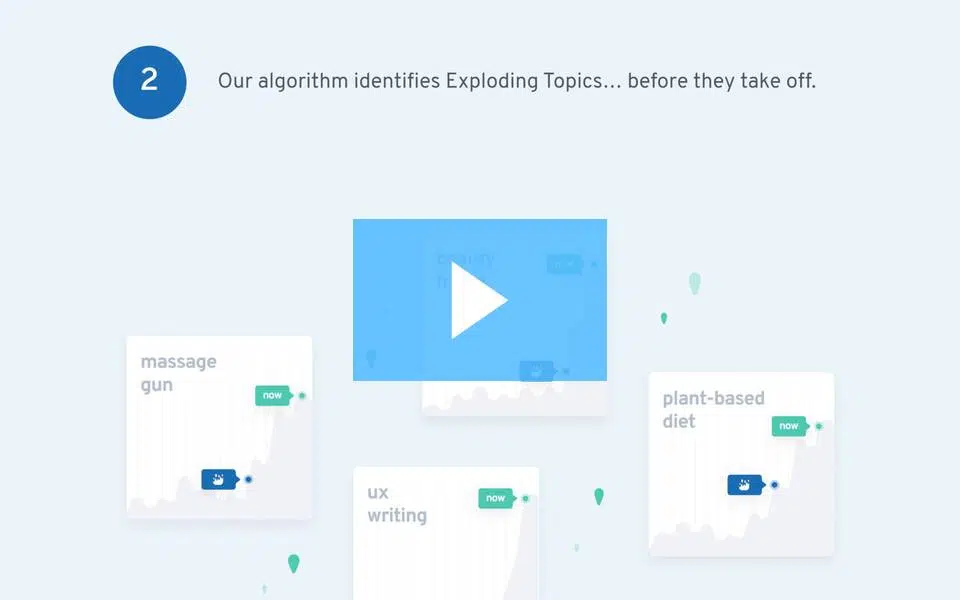 2
Our algorithm identifies Exploding Topics... before they take off.
massage
gun
now
plant-based
diet
now
ux
writing
now